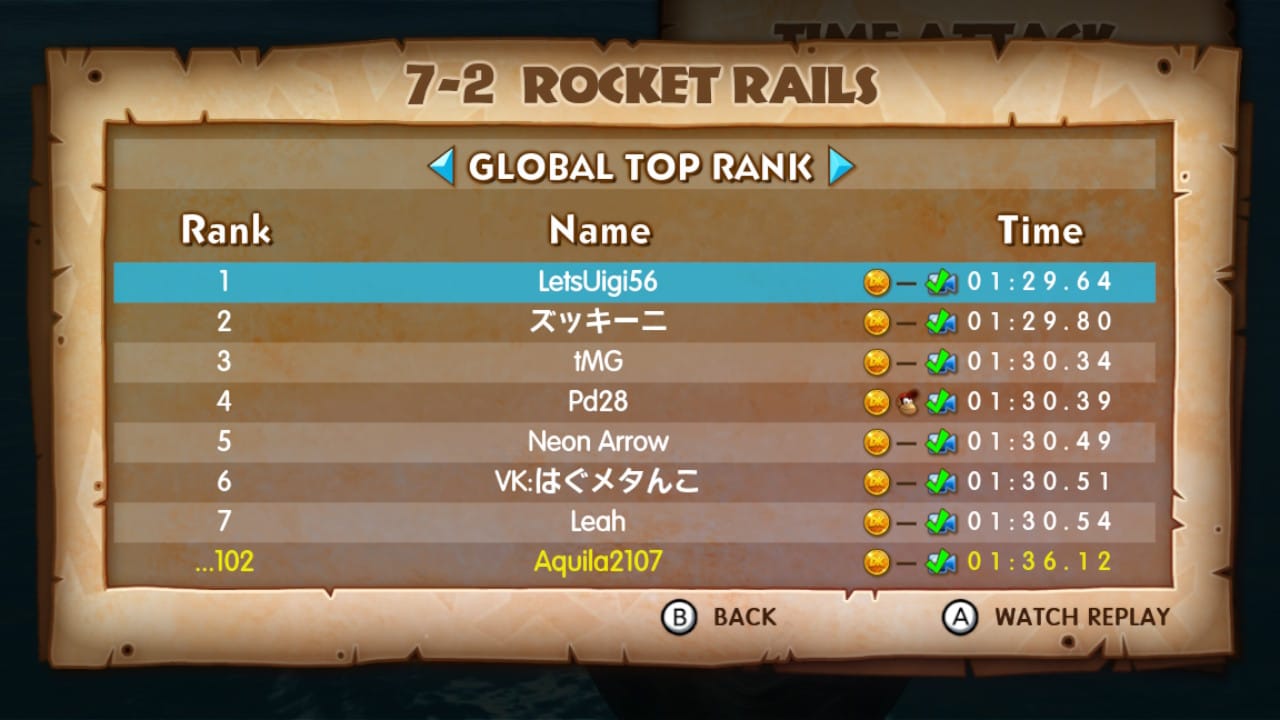 TIME ATTACK
7-2 ROCKET RAILS
GLOBAL TOP RANK
Rank Name Time
1 LetsUigi56 01:29.64
2 ズッキーニ 01:29.80
3 tMG 01:30.34
4 Pd28 01:30.39
5 Neon Arrow 01:30.49
6 VK:はぐメタんこ 01:30.51
7 Leah 01:30.54
...102 Aquila2107 01:36.12
B BACK A WATCH REPLAY